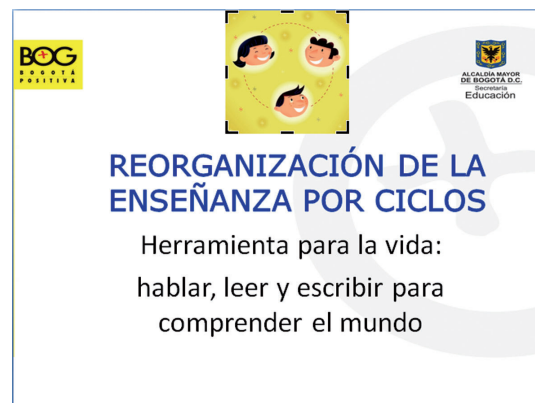 BOG
BOGOTÁ
POSITIVA
ALCALDÍA MAYOR
DE BOGOTÁ D.C.
Secretaría
Educación
REORGANIZACIÓN DE LA
ENSEÑANZA POR CICLOS
Herramienta para la vida:
hablar, leer y escribir para
comprender el mundo